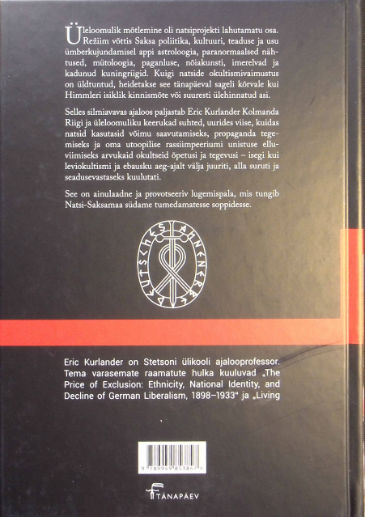 Üleloomulik mõtlemine oli natsiprojekti lahutamatu osa.
Režiim võttis Saksa poliitika, kultuuri, teaduse ja usu
ümberkujundamisel appi astroloogia, paranormaalsed näh-
tused, mütoloogia, paganluse, nõiakunsti, imerelvad ja
kadunud kuningriigid. Kuigi natside okultismivaimustus
on üldtuntud, heidetakse see tänapäeval sageli kõrvale kui
Himmleri isiklik kinnismõte või suuresti ülehinnatud asi.
Selles silmiavavas ajaloos paljastab Eric Kurlander Kolmanda
Riigi ja üleloomuliku keerukad suhted, uurides viise, kuidas
natsid kasutasid võimu saavutamiseks, propaganda tege-
miseks ja oma utoopilise rassiimpeeriumi unistuse ellu-
viimiseks arvukaid okultseid õpetusi ja tegevusi – isegi kui
leviokultismi ja ebausku aeg-ajalt välja juuriti, alla suruti ja
seadusevastaseks kuulutati.
See on ainulaadne ja provotseeriv lugemispala, mis tungib
Natsi-Saksamaa südame tumedamatesse soppidesse.
DEUTSCHES AHNENERBE
Eric Kurlander on Stetsoni ülikooli ajalooprofessor.
Tema varasemate raamatute hulka kuuluvad „The
Price of Exclusion: Ethnicity, National Identity, and
Decline of German Liberalism, 1898–1933“ ja „Living
TÄNAPÄEV